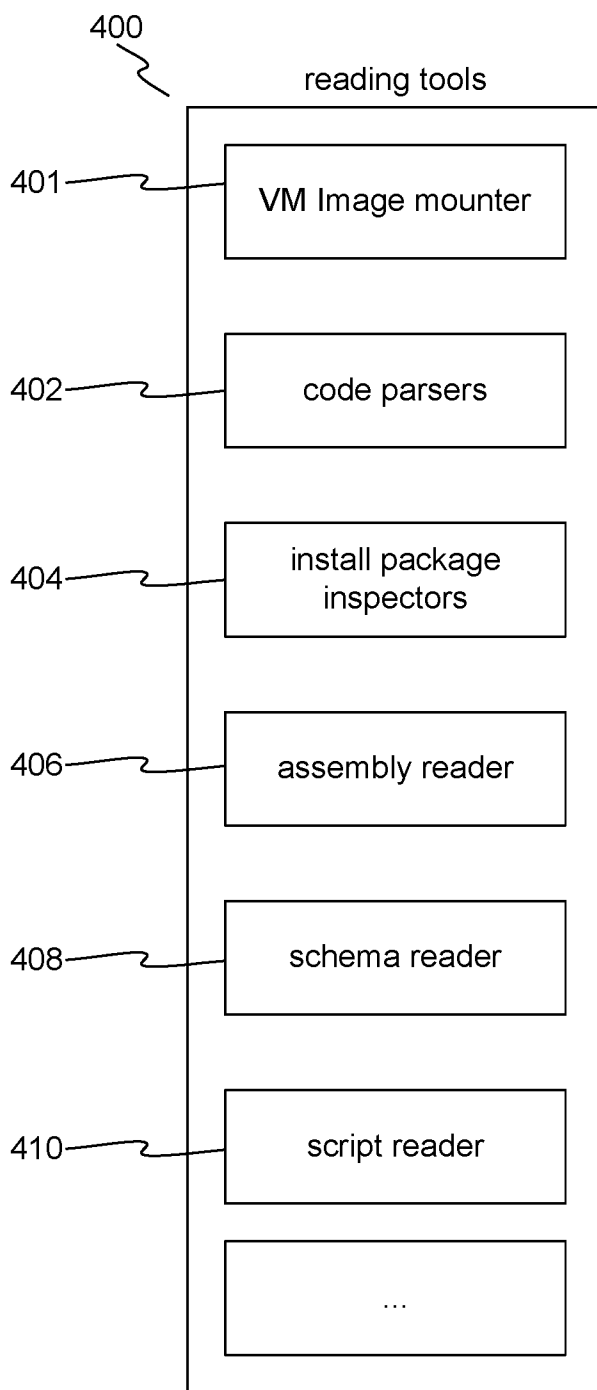 400
reading tools
401
VM Image mounter
402
code parsers
404
install package
inspectors
406
assembly reader
408
schema reader
410
script reader
...